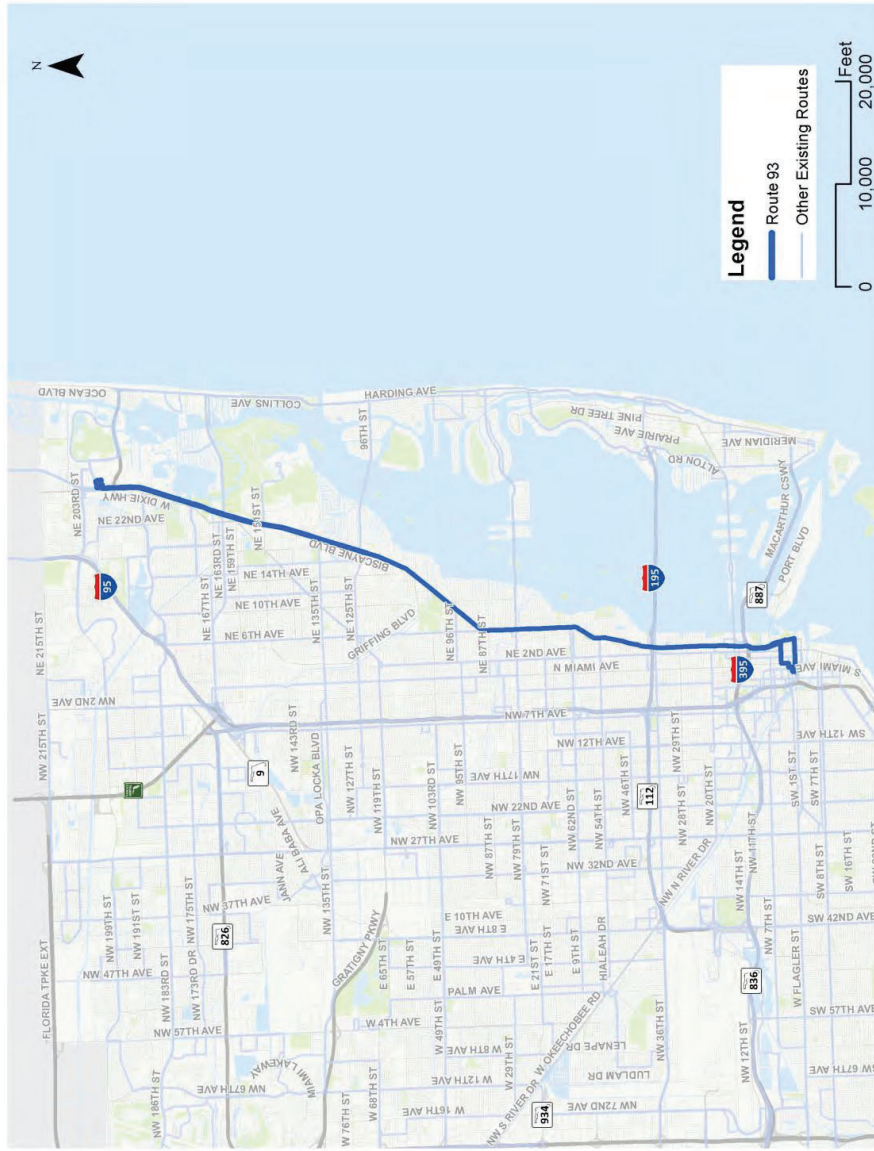 N
Legend
Route 93
Other Existing Routes
0
10,000
20,000
Feet
FLORIDA TPKE EXT
NW 215TH ST
NE 215TH ST
NE 203RD ST
OCEAN BLVD
NW 2ND AVE
NE 22ND AVE
W DIXIE HWY
95
NW 199TH ST
NW 191ST ST
NW 47TH AVE
NW 183RD ST
NW 173RD DR
NW 175TH ST
NE 167TH ST
NE 163RD ST
NE 159TH ST
COLLINS AVE
NW 57TH AVE
NW 37TH AVE
826
9
NE 151ST ST
NW 186TH ST
NW 67TH AVE
MIAMI LAKEWAY
JANN AVE
ALI BABA AVE
NW 143RD ST
NE 14TH AVE
NE 10TH AVE
NE 6TH AVE
BISCAYNE BLVD
NE 135TH ST
OPA LOCKA BLVD
NW 135TH ST
NW 127TH ST
NE 125TH ST
GRIFFING BLVD
NW 119TH ST
GRATIGNY PKWY
96TH ST
HARDING AVE
W 76TH ST
W 68TH ST
E 65TH ST
E 57TH ST
W 4TH AVE
E 10TH AVE
E 8TH AVE
E 4TH AVE
NW 27TH AVE
NW 103RD ST
NW 95TH ST
NE 96TH ST
NE 87TH ST
W 49TH ST
E 49TH ST
PALM AVE
W 8TH AVE
W 12TH AVE
W 16TH AVE
W 29TH ST
NW 87TH ST
NW 79TH ST
NW 71ST ST
NW 62ND ST
NW 54TH ST
NW 46TH ST
NW 22ND AVE
NW 17TH AVE
NW 12TH AVE
NW 7TH AVE
N MIAMI AVE
NE 2ND AVE
NW 32ND AVE
E 21ST ST
E 17TH ST
E 9TH ST
HIALEAH DR
NW S RIVER DR
W OKEECHOBEE RD
934
NW 72ND AVE
LENAPE DR
LUDLAM DR
NW 36TH ST
112
195
PINE TREE DR
PRAIRIE AVE
ALTON RD
MERIDIAN AVE
NW 29TH ST
NW 28TH ST
NW 20TH ST
NW N RIVER DR
NW 14TH ST
NW 11TH ST
NW 7TH ST
395
887
MACARTHUR CSWY
PORT BLVD
NW 12TH ST
836
W FLAGLER ST
SW 1ST ST
SW 7TH ST
SW 8TH ST
SW 16TH ST
S MIAMI AVE
SW 12TH AVE
SW 42ND AVE
SW 57TH AVE
SW 67TH AVE